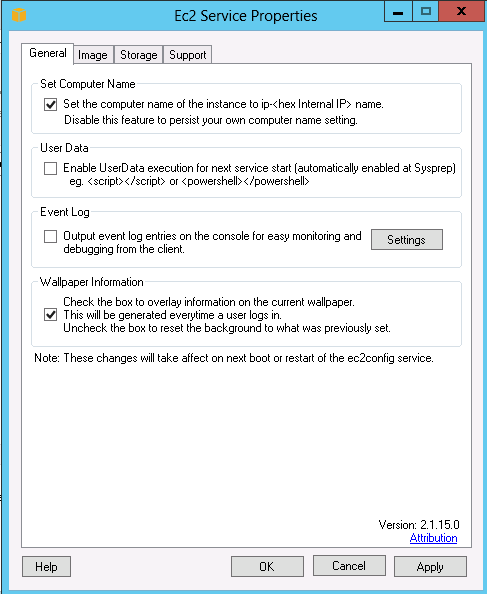 Ec2 Service Properties
General
Image
Storage
Support
Set Computer Name
Set the computer name of the instance to ip-<hex Internal IP> name.
Disable this feature to persist your own computer name setting.
User Data
Enable UserData execution for next service start (automatically enabled at Sysprep)
eg. <script></script> or <powershell></powershell>
Event Log
Output event log entries on the console for easy monitoring and
debugging from the client.
Settings
Wallpaper Information
Check the box to overlay information on the current wallpaper.
This will be generated everytime a user logs in.
Uncheck the box to reset the background to what was previously set.
Note: These changes will take affect on next boot or restart of the ec2config service.
Version: 2.1.15.0
Attribution
Help
OK
Cancel
Apply